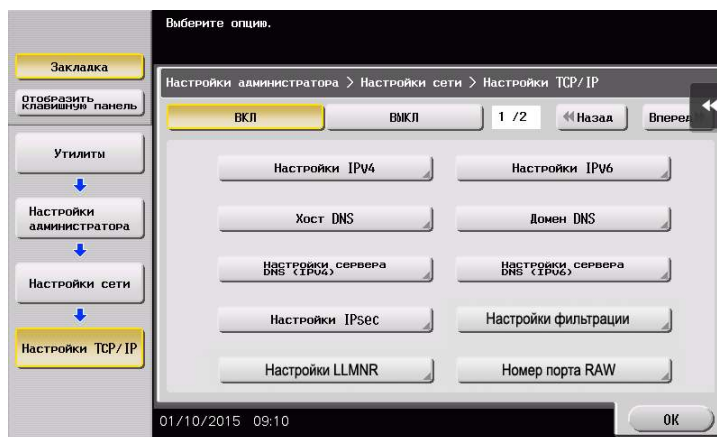 Выберите опцию.
Закладка
Отобразить
клавишную панель
Утилиты
Настройки
администратора
Настройки сети
Настройки TCP/IP
Настройки администратора > Настройки сети > Настройки TCP/IP
ВКЛ ВЫКЛ 1 /2 Назад Вперед
Настройки IPv4 Настройки IPv6
Хост DNS Домен DNS
Настройки сервера
DNS (IPv4)
Настройки сервера
DNS (IPv6)
Настройки IPsec Настройки фильтрации
Настройки LLMNR Номер порта RAW
01/10/2015 09:10 OK